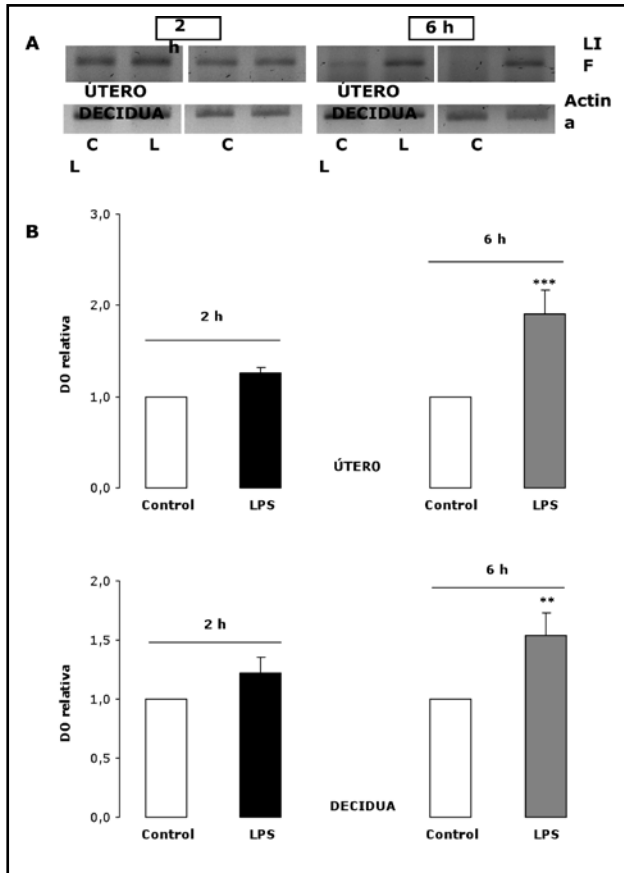 A
2 h
6 h
LI F
ÚTERO DECIDUA
ÚTERO DECIDUA
Actin a
C L C
L
C L C
L
B
3,0
2,0
1,0
0,0
DO relativa
2 h
6 h
***
Control LPS
ÚTERO
Control LPS
2,0
1,5
1,0
0,5
0,0
DO relativa
2 h
6 h
**
Control LPS
DECIDUA
Control LPS